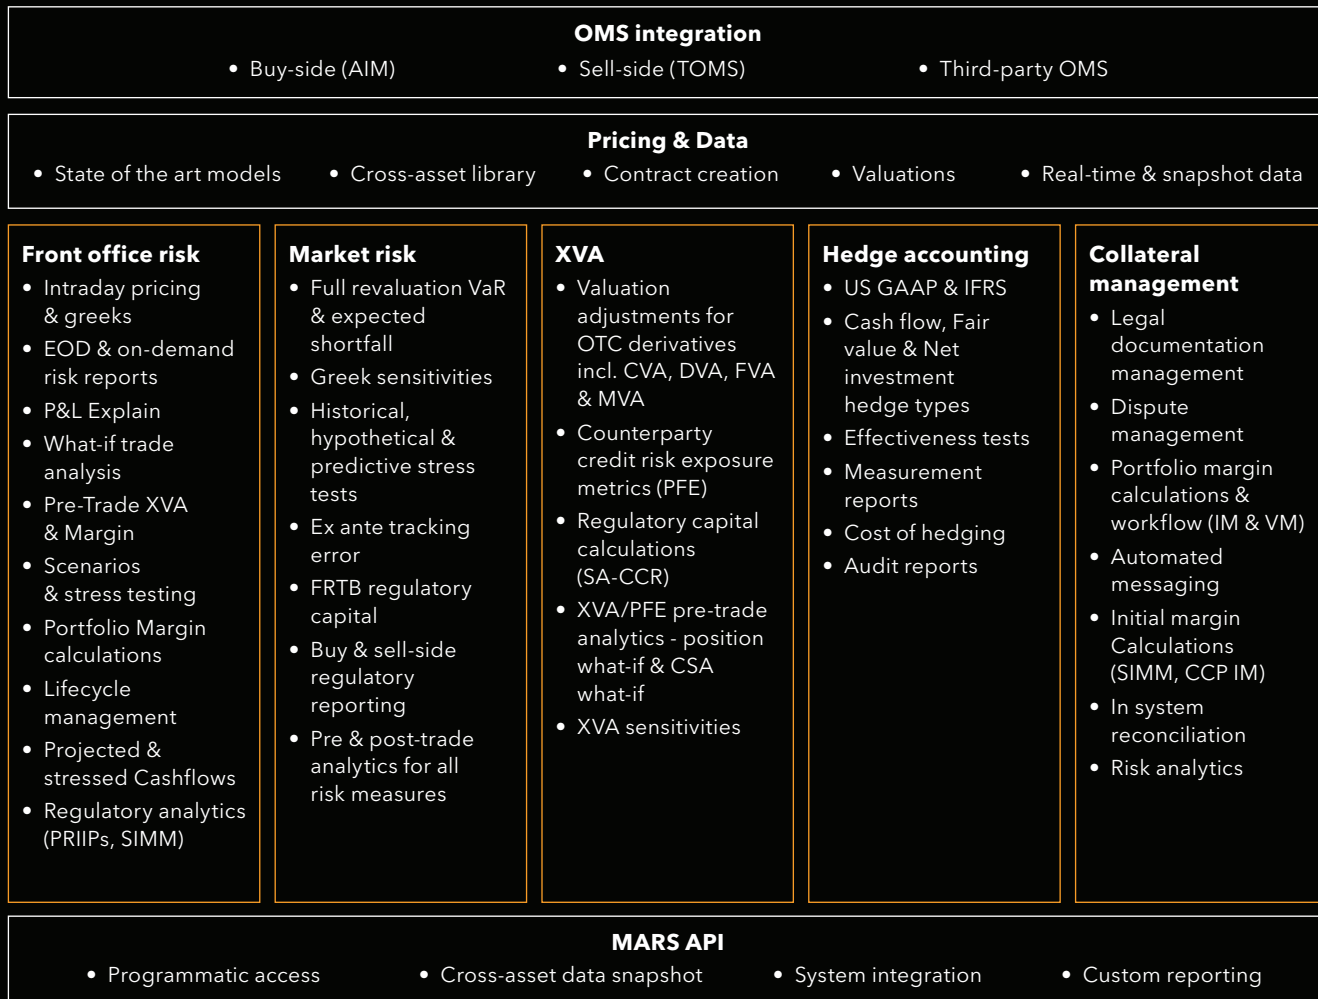 OMS integration
• Buy-side (AIM) • Sell-side (TOMS) • Third-party OMS
Pricing & Data
• State of the art models • Cross-asset library • Contract creation • Valuations • Real-time & snapshot data
Front office risk
• Intraday pricing
& greeks
• EOD & on-demand
risk reports
• P&L Explain
• What-if trade
analysis
• Pre-Trade XVA
& Margin
• Scenarios
& stress testing
• Portfolio Margin
calculations
• Lifecycle
management
• Projected &
stressed Cashflows
• Regulatory analytics
(PRIIPs, SIMM)
Market risk
• Full revaluation VaR
& expected
shortfall
• Greek sensitivities
• Historical,
hypothetical &
predictive stress
tests
• Ex ante tracking
error
• FRTB regulatory
capital
• Buy & sell-side
regulatory
reporting
• Pre & post-trade
analytics for all
risk measures
XVA
• Valuation
adjustments for
OTC derivatives
incl. CVA, DVA, FVA
& MVA
• Counterparty
credit risk exposure
metrics (PFE)
• Regulatory capital
calculations
(SA-CCR)
• XVA/PFE pre-trade
analytics - position
what-if & CSA
what-if
• XVA sensitivities
Hedge accounting
• US GAAP & IFRS
• Cash flow, Fair
value & Net
investment
hedge types
• Effectiveness tests
• Measurement
reports
• Cost of hedging
• Audit reports
Collateral
management
• Legal
documentation
management
• Dispute
management
• Portfolio margin
calculations &
workflow (IM & VM)
• Automated
messaging
• Initial margin
Calculations
(SIMM, CCP IM)
• In system
reconciliation
• Risk analytics
MARS API
• Programmatic access • Cross-asset data snapshot • System integration • Custom reporting